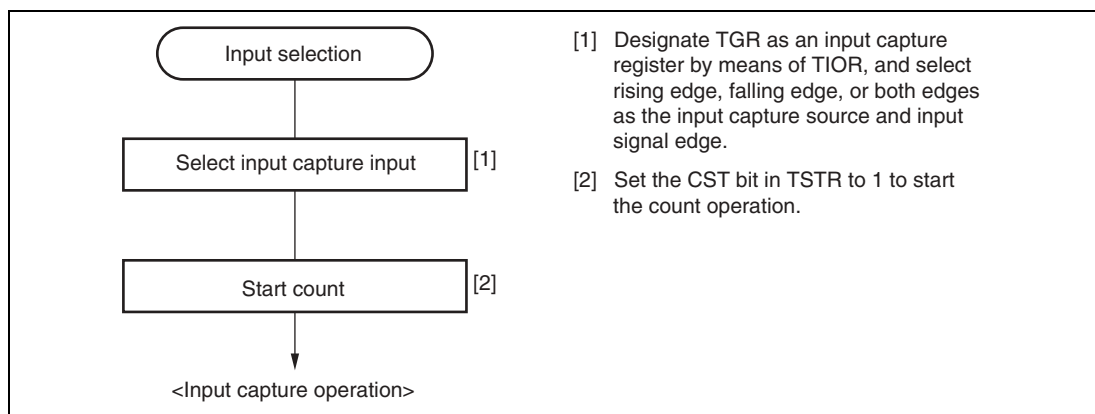 Input selection
Select input capture input
[1]
Start count
[2]
<Input capture operation>
[1] Designate TGR as an input capture
register by means of TIOR, and select
rising edge, falling edge, or both edges
as the input capture source and input
signal edge.
[2] Set the CST bit in TSTR to 1 to start
the count operation.